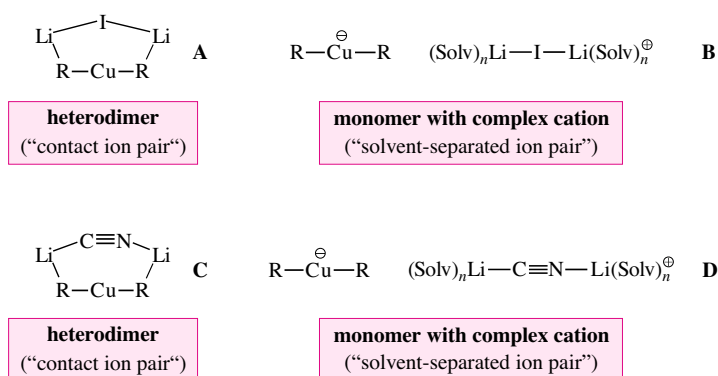 Li I Li
R—Cu—R A
R—Cu—R ⊖ (Solv)ₙLi—I—Li(Solv)ₙ⊕ B
heterodimer
(“contact ion pair“)
monomer with complex cation
(“solvent-separated ion pair”)
Li C≡N Li
R—Cu—R C
R—Cu—R ⊖ (Solv)ₙLi—C≡N—Li(Solv)ₙ⊕ D
heterodimer
(“contact ion pair“)
monomer with complex cation
(“solvent-separated ion pair”)